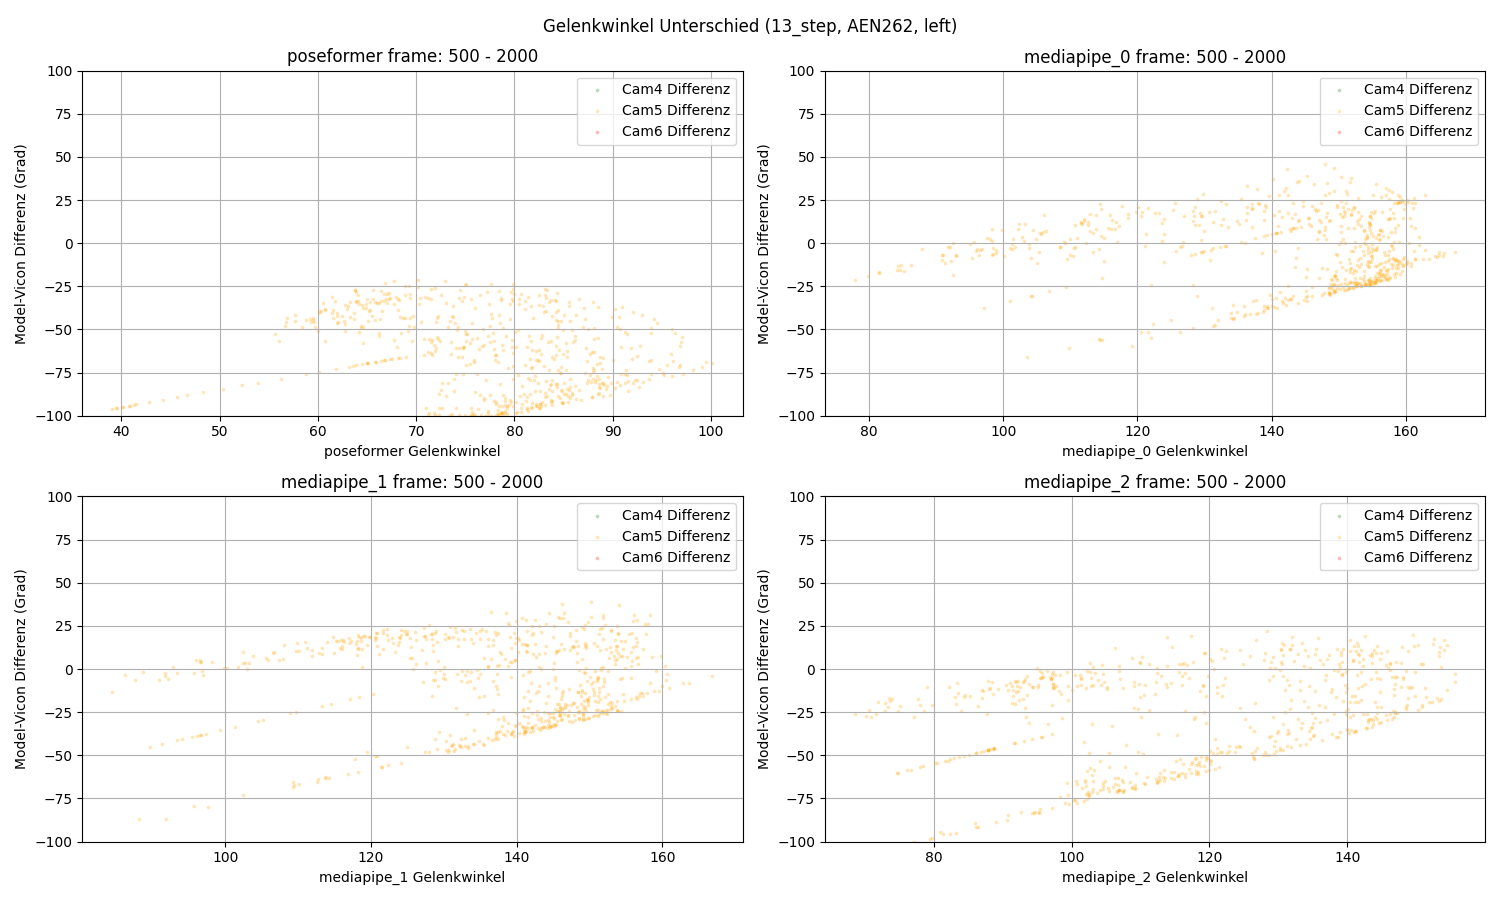 Gelenkwinkel Unterschied (13_step, AEN262, left)
poseformer frame: 500 - 2000
100
75
50
25
0
−25
−50
−75
−100
Model-Vicon Differenz (Grad)
Cam4 Differenz
Cam5 Differenz
Cam6 Differenz
40 50 60 70 80 90 100
poseformer Gelenkwinkel
mediapipe_0 frame: 500 - 2000
100
75
50
25
0
−25
−50
−75
−100
Model-Vicon Differenz (Grad)
Cam4 Differenz
Cam5 Differenz
Cam6 Differenz
80 100 120 140 160
mediapipe_0 Gelenkwinkel
mediapipe_1 frame: 500 - 2000
100
75
50
25
0
−25
−50
−75
−100
Model-Vicon Differenz (Grad)
Cam4 Differenz
Cam5 Differenz
Cam6 Differenz
100 120 140 160
mediapipe_1 Gelenkwinkel
mediapipe_2 frame: 500 - 2000
100
75
50
25
0
−25
−50
−75
−100
Model-Vicon Differenz (Grad)
Cam4 Differenz
Cam5 Differenz
Cam6 Differenz
80 100 120 140
mediapipe_2 Gelenkwinkel